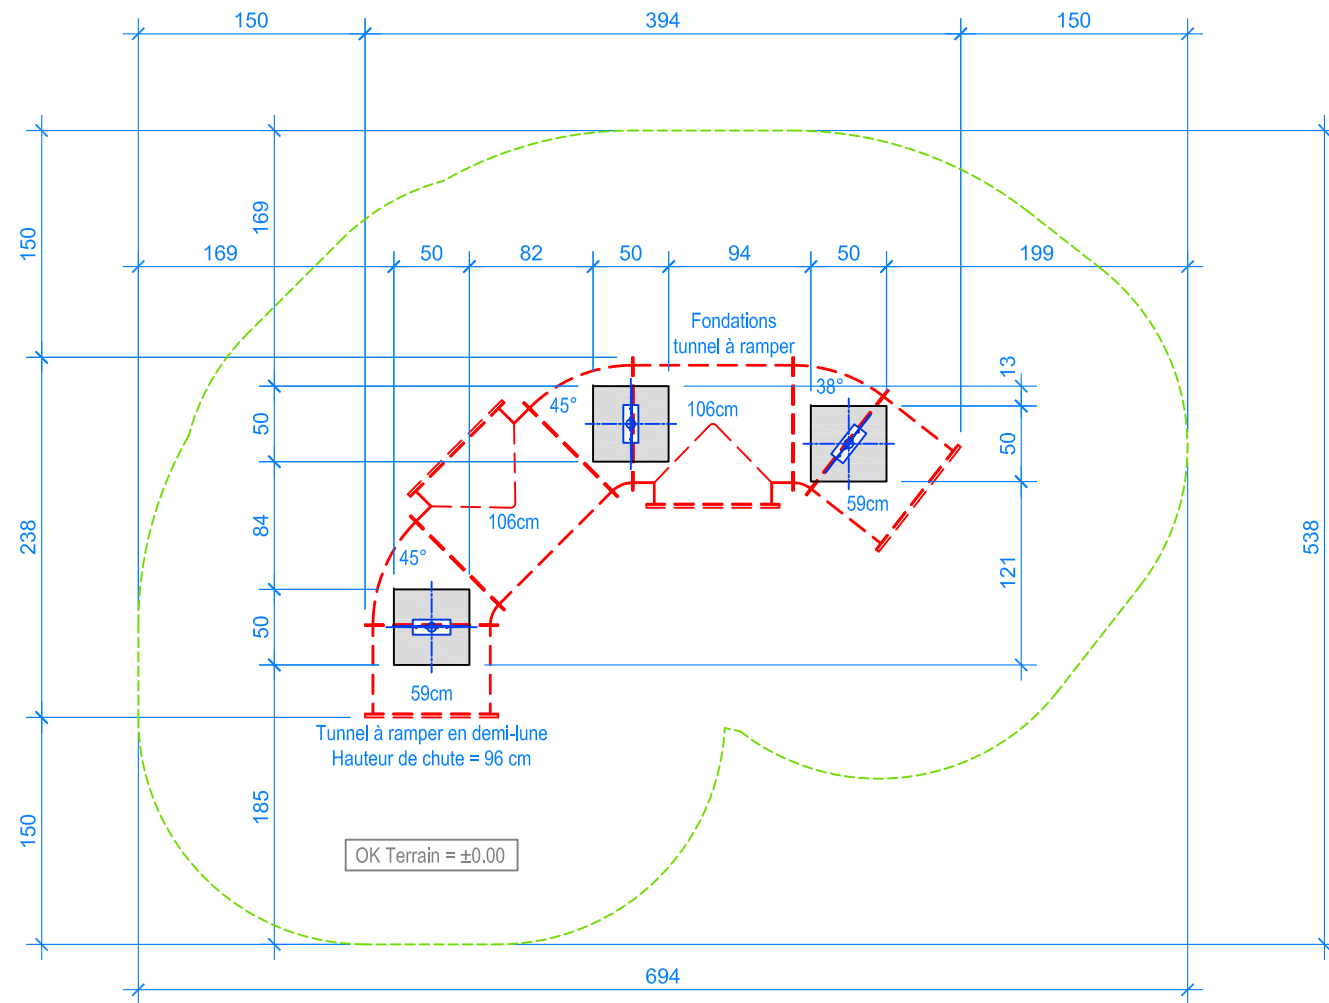 150
394
150
169
50
82
50
94
50
199
150
169
50
84
50
185
238
150
13
50
121
538
Fondations
tunnel à ramper
38°
45°
106cm
106cm
59cm
45°
59cm
Tunnel à ramper en demi-lune
Hauteur de chute = 96 cm
OK Terrain = ±0.00
694